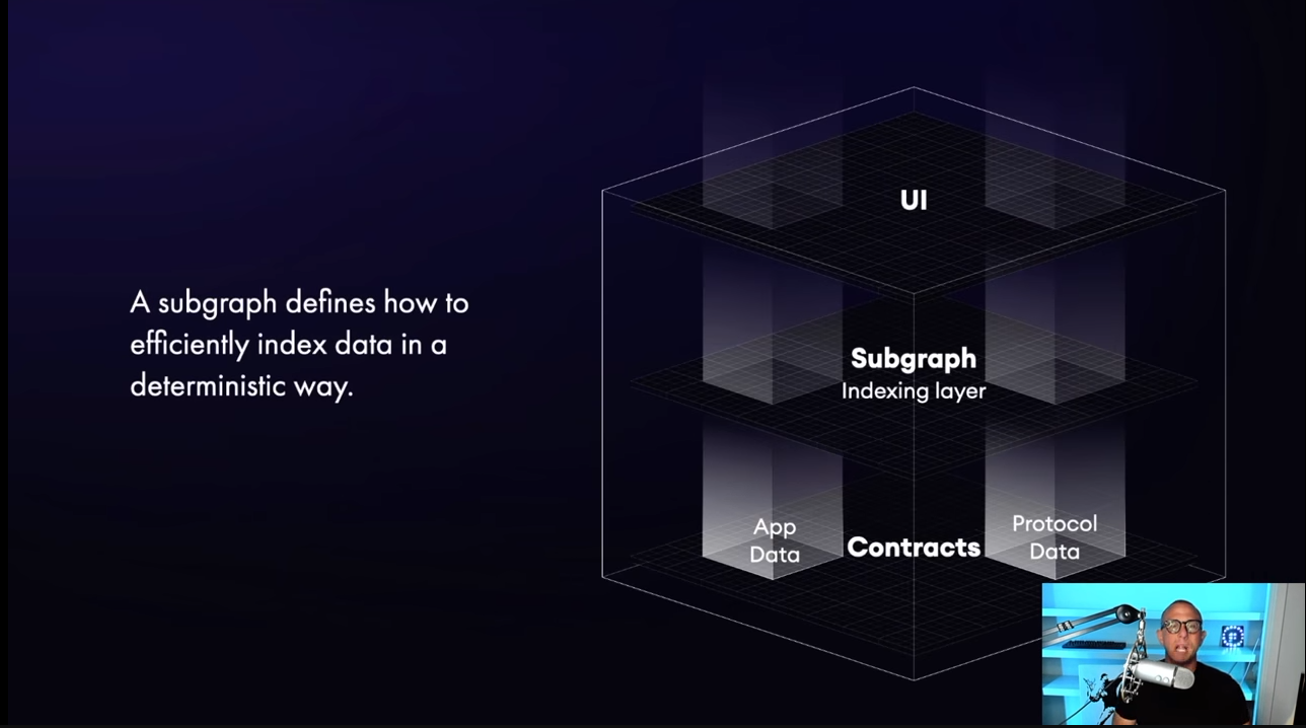 A subgraph defines how to
efficiently index data in a
deterministic way.
UI
Subgraph
Indexing layer
App
Data
Contracts
Protocol
Data